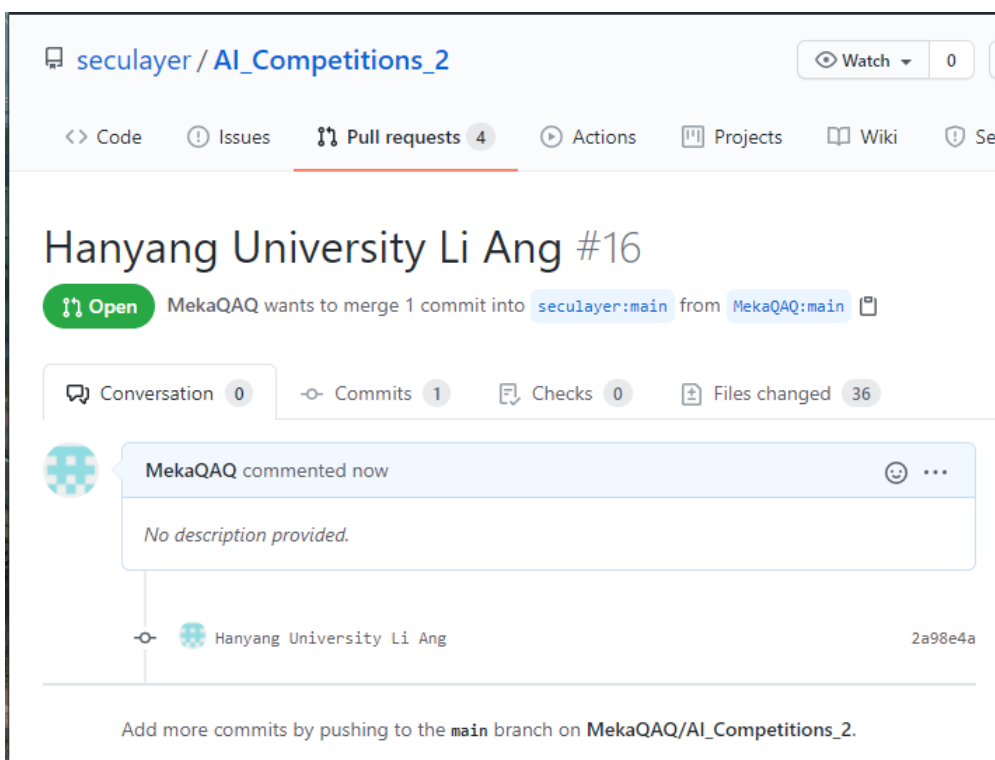 seculayer / AI_Competitions_2
Watch 0
Code Issues Pull requests 4 Actions Projects Wiki Se
Hanyang University Li Ang #16
Open MekaQAQ wants to merge 1 commit into seculayer:main from MekaQAQ:main
Conversation 0 Commits 1 Checks 0 Files changed 36
MekaQAQ commented now
No description provided.
Hanyang University Li Ang 2a98e4a
Add more commits by pushing to the main branch on MekaQAQ/AI_Competitions_2.